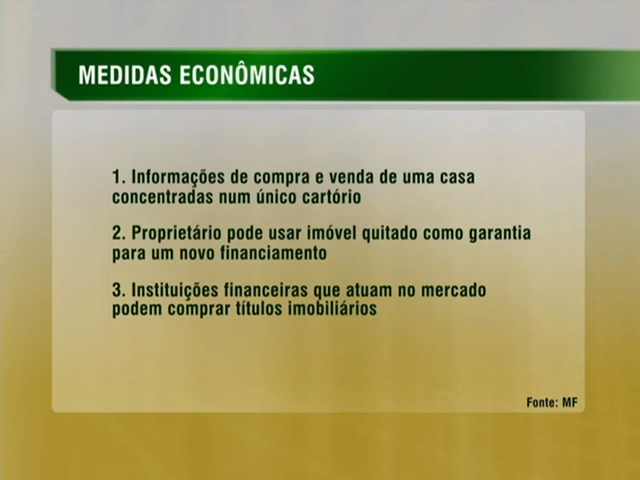 MEDIDAS ECONÔMICAS
1. Informações de compra e venda de uma casa
concentradas num único cartório
2. Proprietário pode usar imóvel quitado como garantia
para um novo financiamento
3. Instituições financeiras que atuam no mercado
podem comprar títulos imobiliários
Fonte: MF